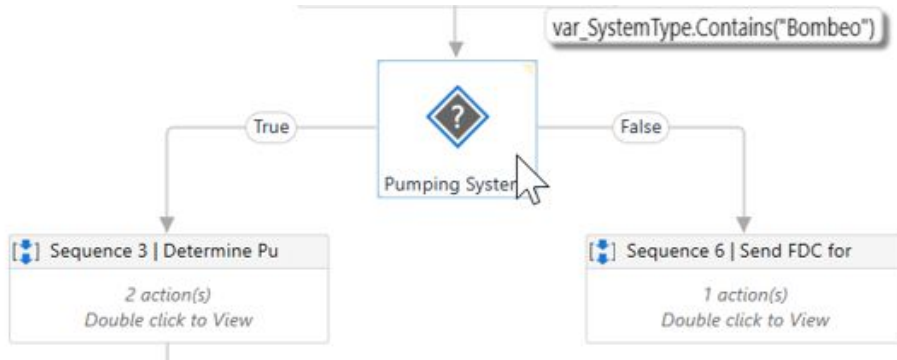 var_SystemType.Contains("Bombeo")
?
True
False
Pumping System
Sequence 3 | Determine Pu
2 action(s)
Double click to View
Sequence 6 | Send FDC for
1 action(s)
Double click to View